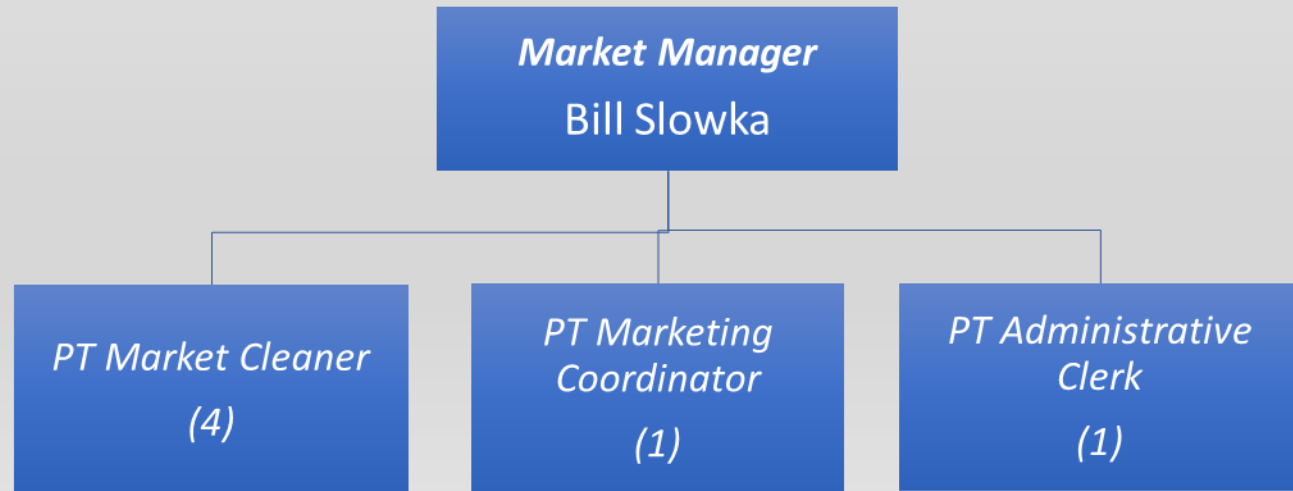 Market Manager
Bill Slowka
PT Market Cleaner
(4)
PT Marketing
Coordinator
(1)
PT Administrative
Clerk
(1)